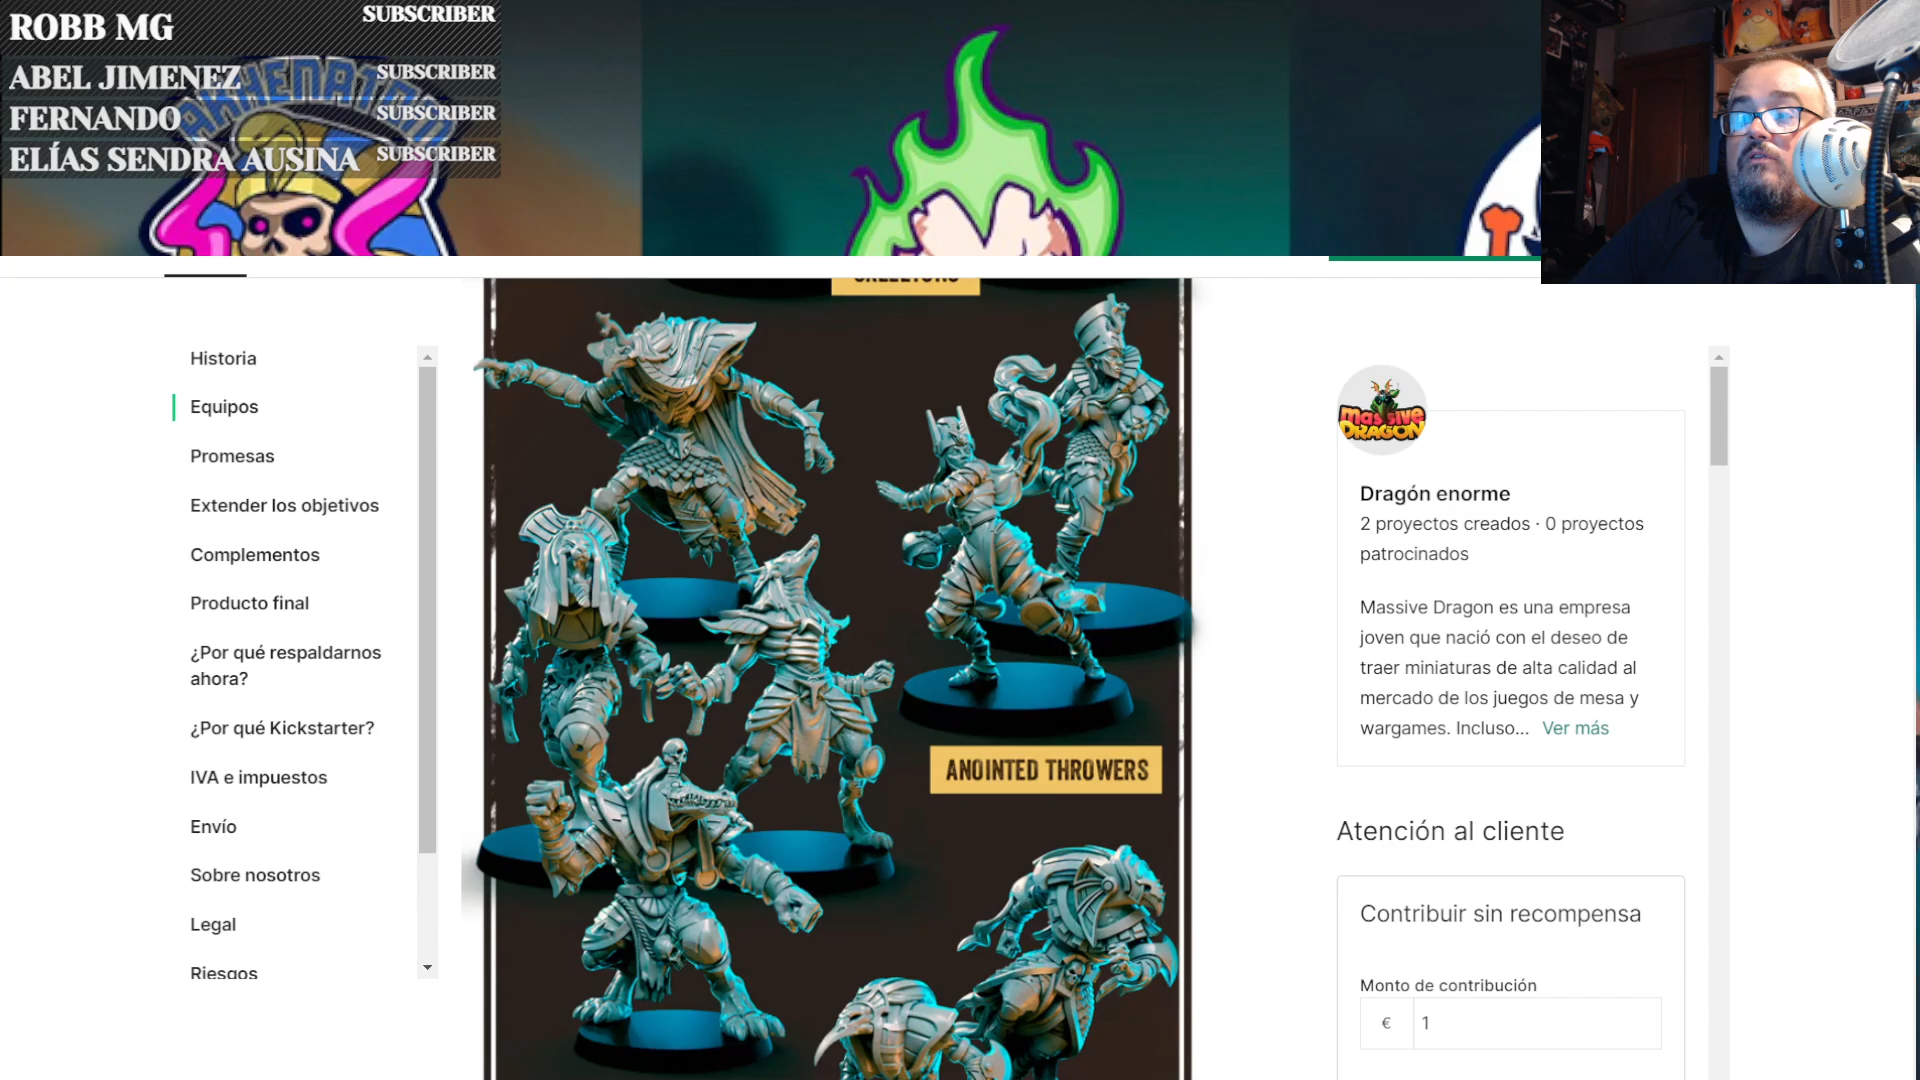 ROBB MG SUBSCRIBER
ABEL JIMENEZ SUBSCRIBER
FERNANDO SUBSCRIBER
ELÍAS SENDRA AUSINA SUBSCRIBER
AKHENATON
SKELETONS
Historia
Equipos
Promesas
Extender los objetivos
Complementos
Producto final
¿Por qué respaldarnos
ahora?
¿Por qué Kickstarter?
IVA e impuestos
Envío
Sobre nosotros
Legal
Riesgos
ANOINTED THROWERS
MASSIVE
DRAGON
Dragón enorme
2 proyectos creados · 0 proyectos
patrocinados
Massive Dragon es una empresa
joven que nació con el deseo de
traer miniaturas de alta calidad al
mercado de los juegos de mesa y
wargames. Incluso... Ver más
Atención al cliente
Contribuir sin recompensa
Monto de contribución
€ 1